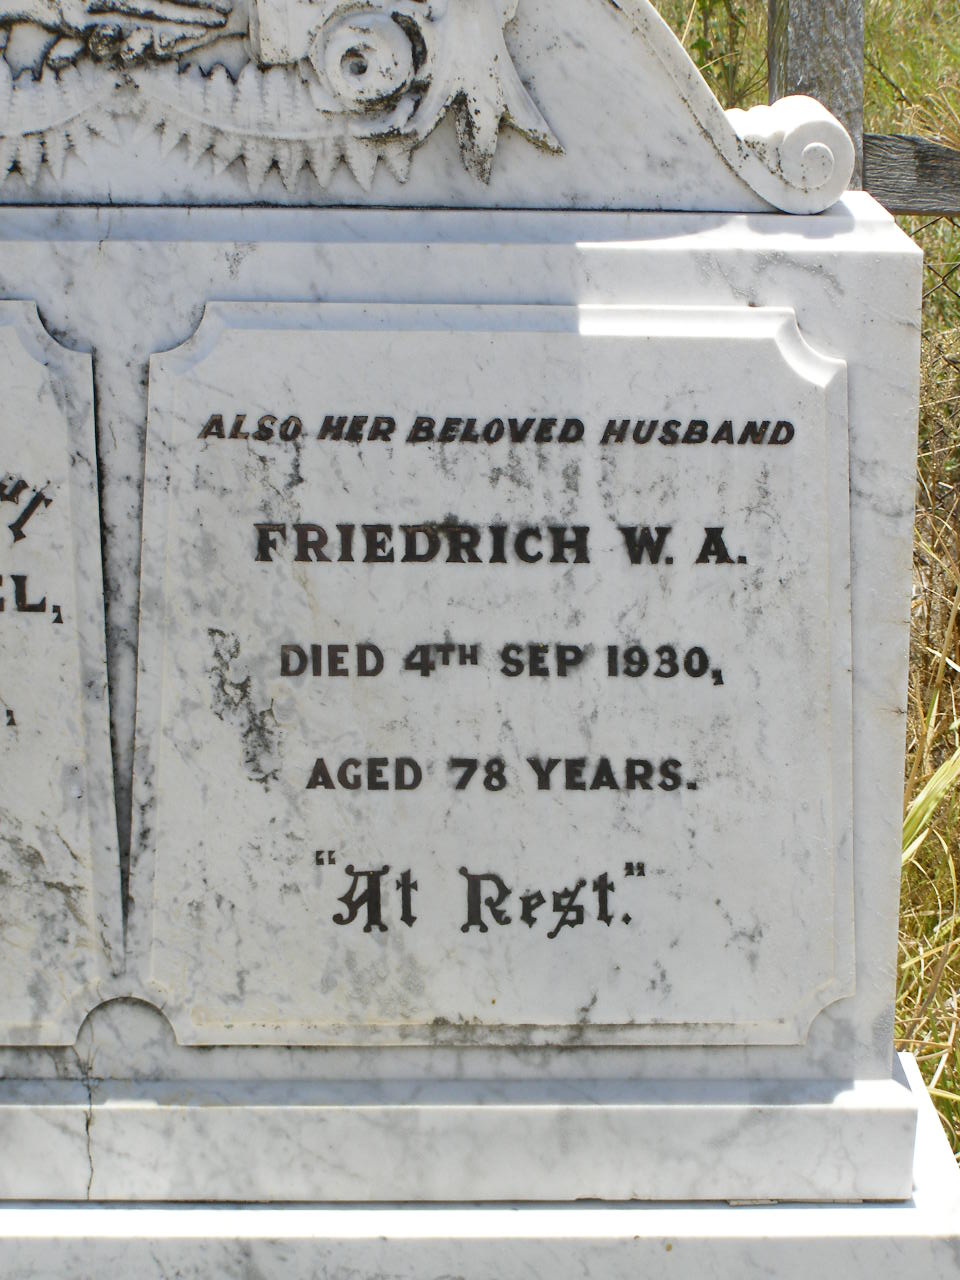 ALSO HER BELOVED HUSBAND
FRIEDRICH W. A.
DIED 4TH SEP 1930,
AGED 78 YEARS.
"At Rest."